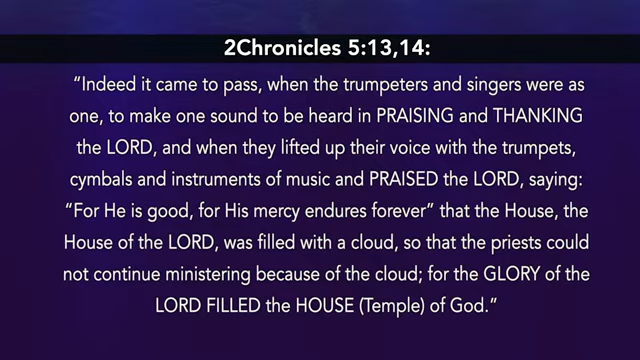 2Chronicles 5:13,14:
“Indeed it came to pass, when the trumpeters and singers were as
one, to make one sound to be heard in PRAISING and THANKING
the LORD, and when they lifted up their voice with the trumpets,
cymbals and instruments of music and PRAISED the LORD, saying:
“For He is good, for His mercy endures forever” that the House, the
House of the LORD, was filled with a cloud, so that the priests could
not continue ministering because of the cloud; for the GLORY of the
LORD FILLED the HOUSE (Temple) of God.”